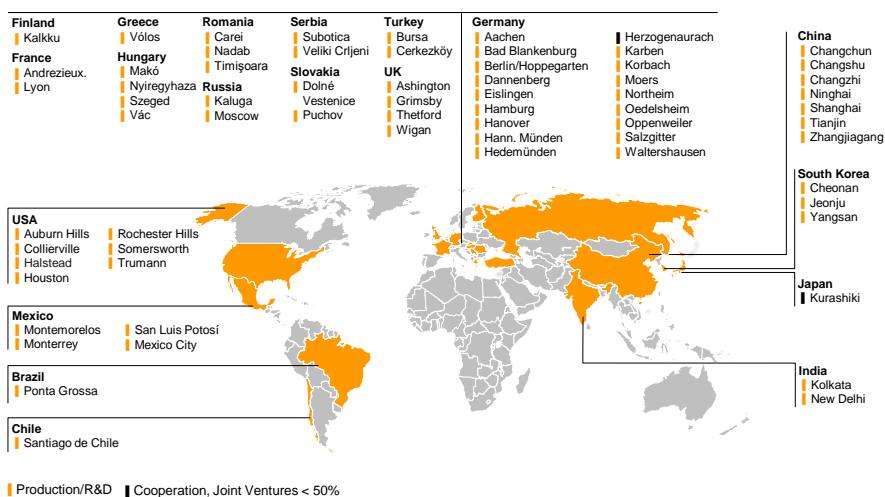 Finland
Kalkku
France
Andrezieux.
Lyon
Greece
Vólos
Hungary
Makó
Nyiregyhaza
Szeged
Vác
Romania
Carei
Nadab
Timişoara
Russia
Kaluga
Moscow
Serbia
Subotica
Veliki Crljeni
Slovakia
Dolné
Vestenice
Puchov
Turkey
Bursa
Cerkezköy
UK
Ashington
Grimsby
Thetford
Wigan
Germany
Aachen
Bad Blankenburg
Berlin/Hoppegarten
Dannenberg
Eislingen
Hamburg
Hanover
Hann. Münden
Hedemünden
Herzogenaurach
Karben
Korbach
Moers
Northeim
Oedelsheim
Oppenweiler
Salzgitter
Waltershausen
China
Changchun
Changshu
Changzhi
Ninghai
Shanghai
Tianjin
Zhangjiagang
South Korea
Cheonan
Jeonju
Yangsan
USA
Auburn Hills
Collierville
Halstead
Houston
Rochester Hills
Somersworth
Trumann
Japan
Kurashiki
Mexico
Montemorelos
Monterrey
San Luis Potosí
Mexico City
Brazil
Ponta Grossa
India
Kolkata
New Delhi
Chile
Santiago de Chile
Production/R&D
Cooperation, Joint Ventures < 50%